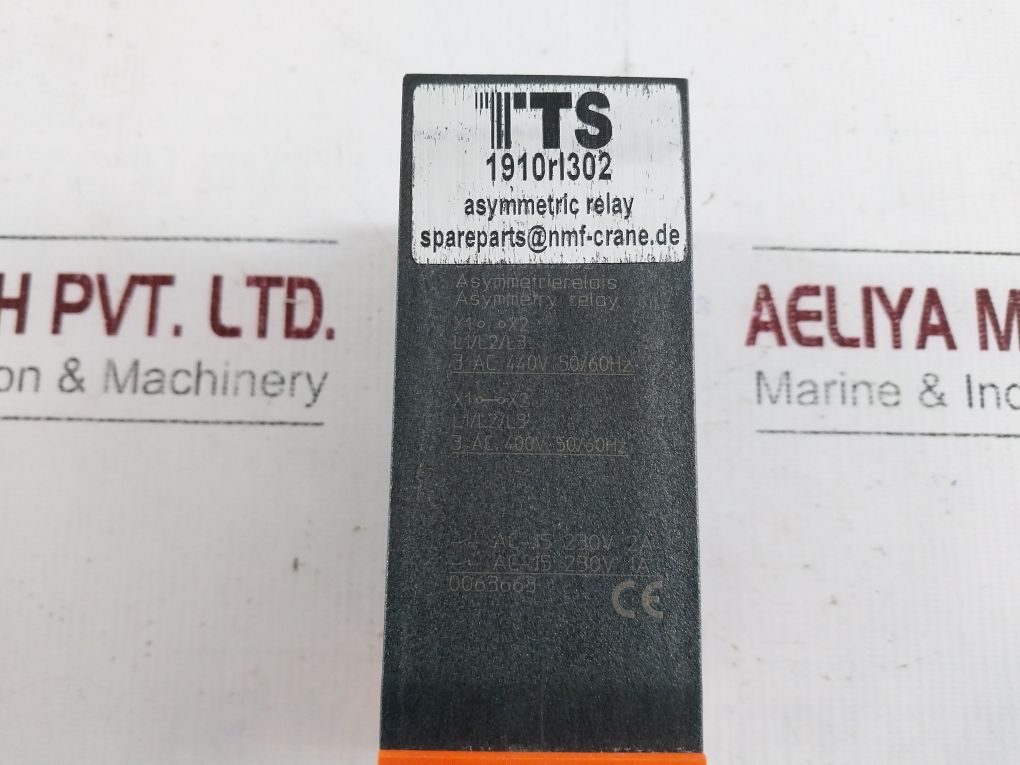 TTS
1910rl302
asymmetric relay
spareparts@nmf-crane.de
Asymmetrierelais
Asymmetry relay
X1 X2
L1/L2/L3
3 AC 440V 50/60Hz
X1 X2
L1/L2/L3
3 AC 400V 50/60Hz
AC-15 230V 2A
AC-15 230V 1A
0063663
CE
H PVT. LTD.
on & Machinery
AELIYA M
Marine & Ind